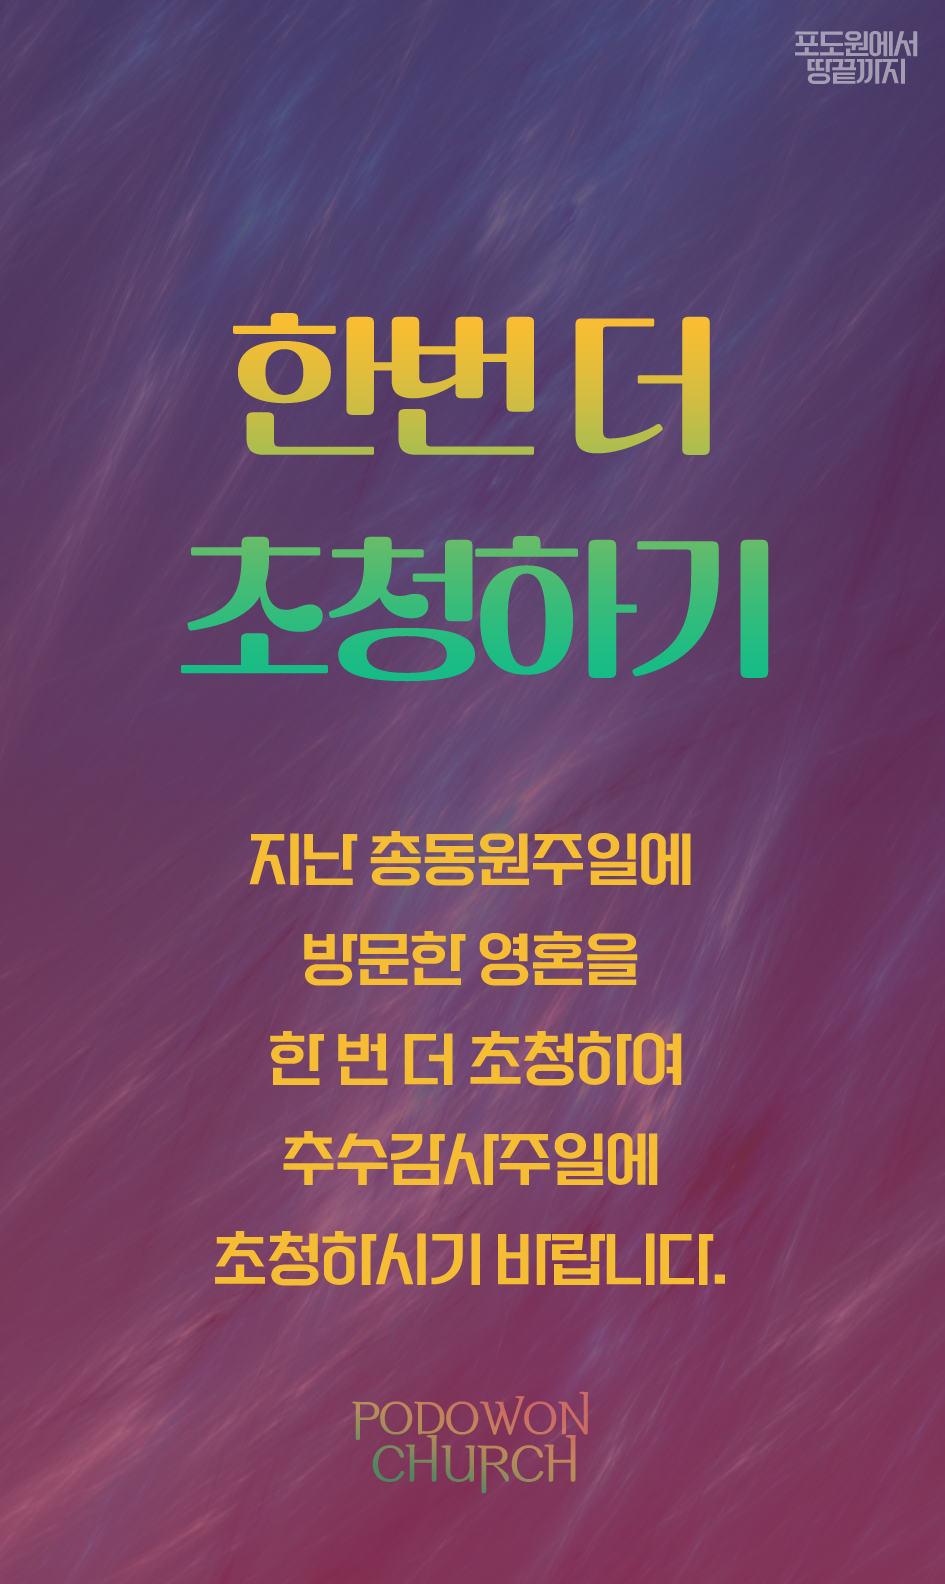 포도원에서
땅끝까지
한번 더
초청하기
지난 총동원주일에
방문한 영혼을
한 번 더 초청하여
추수감사주일에
초청하시기 바랍니다.
PODOWON
CHURCH